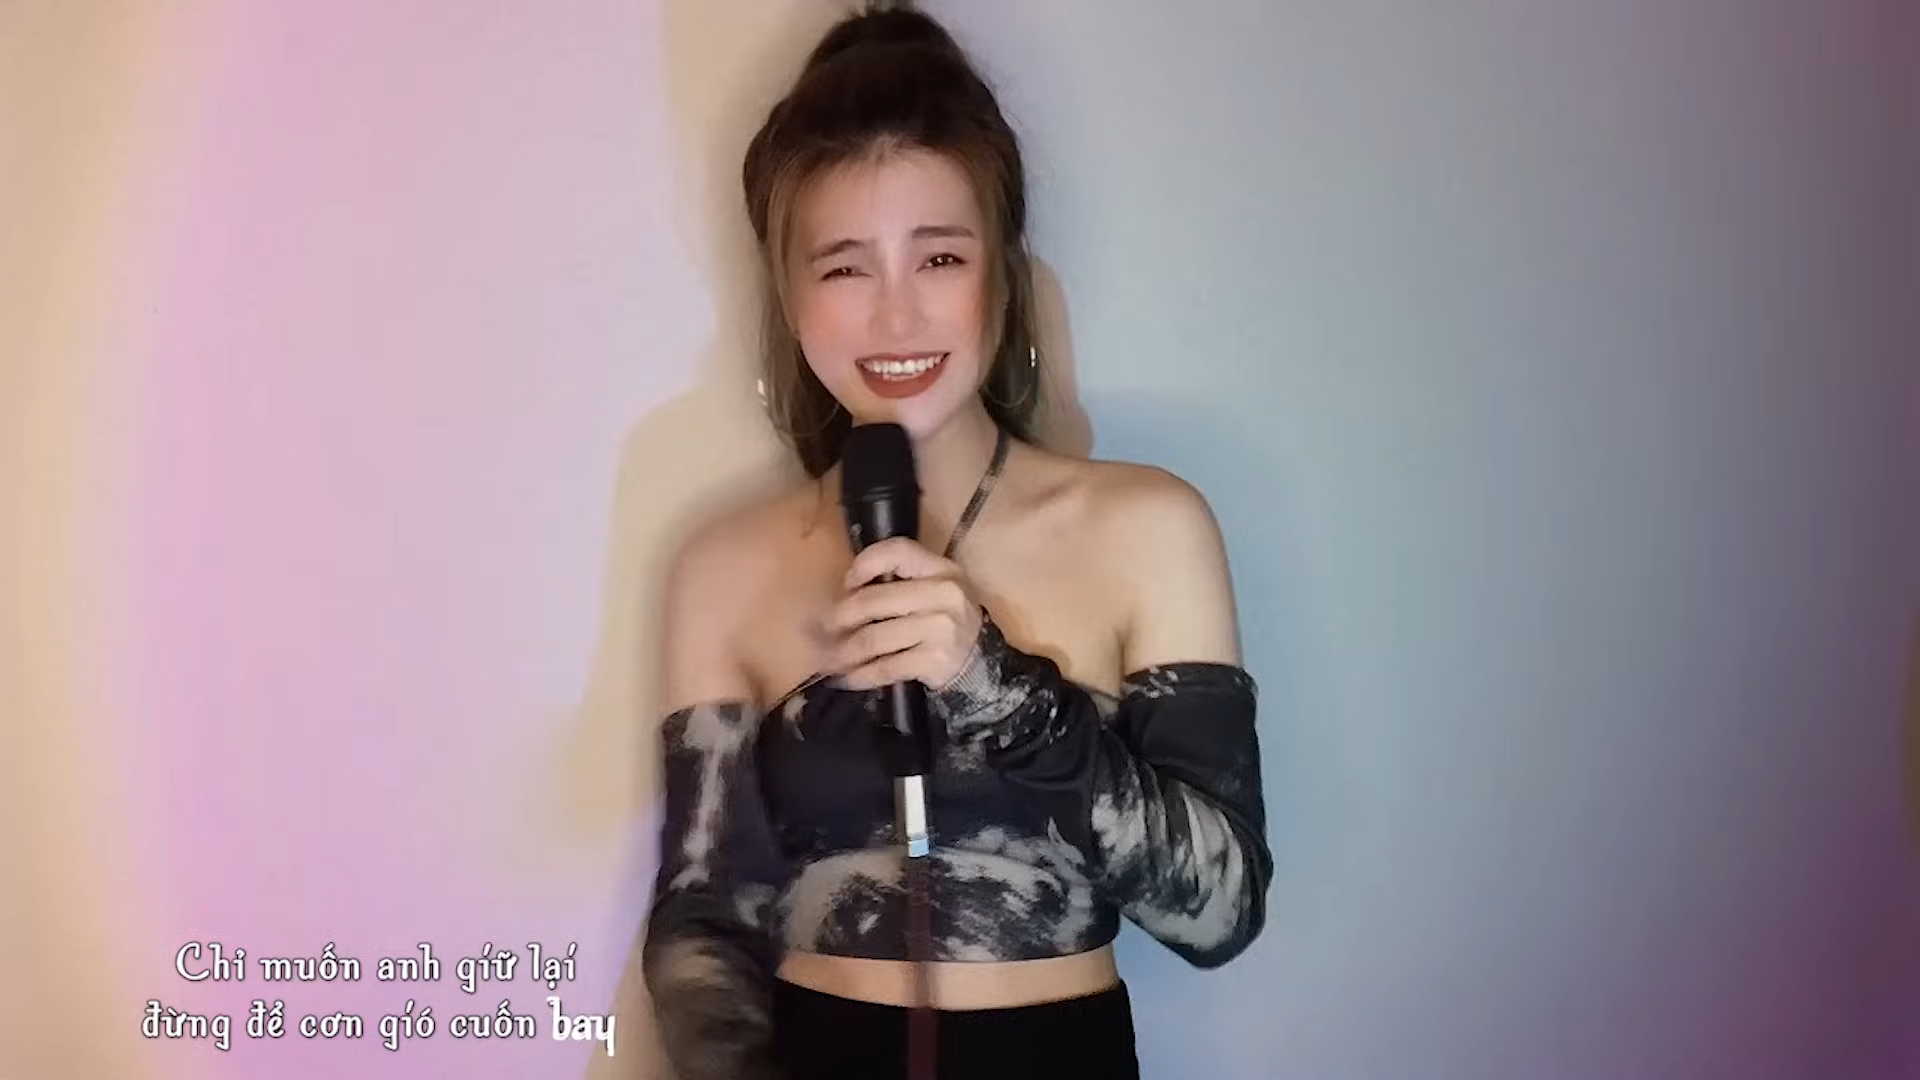 Chỉ muốn anh giữ lại
đừng để cơn gió cuốn bay